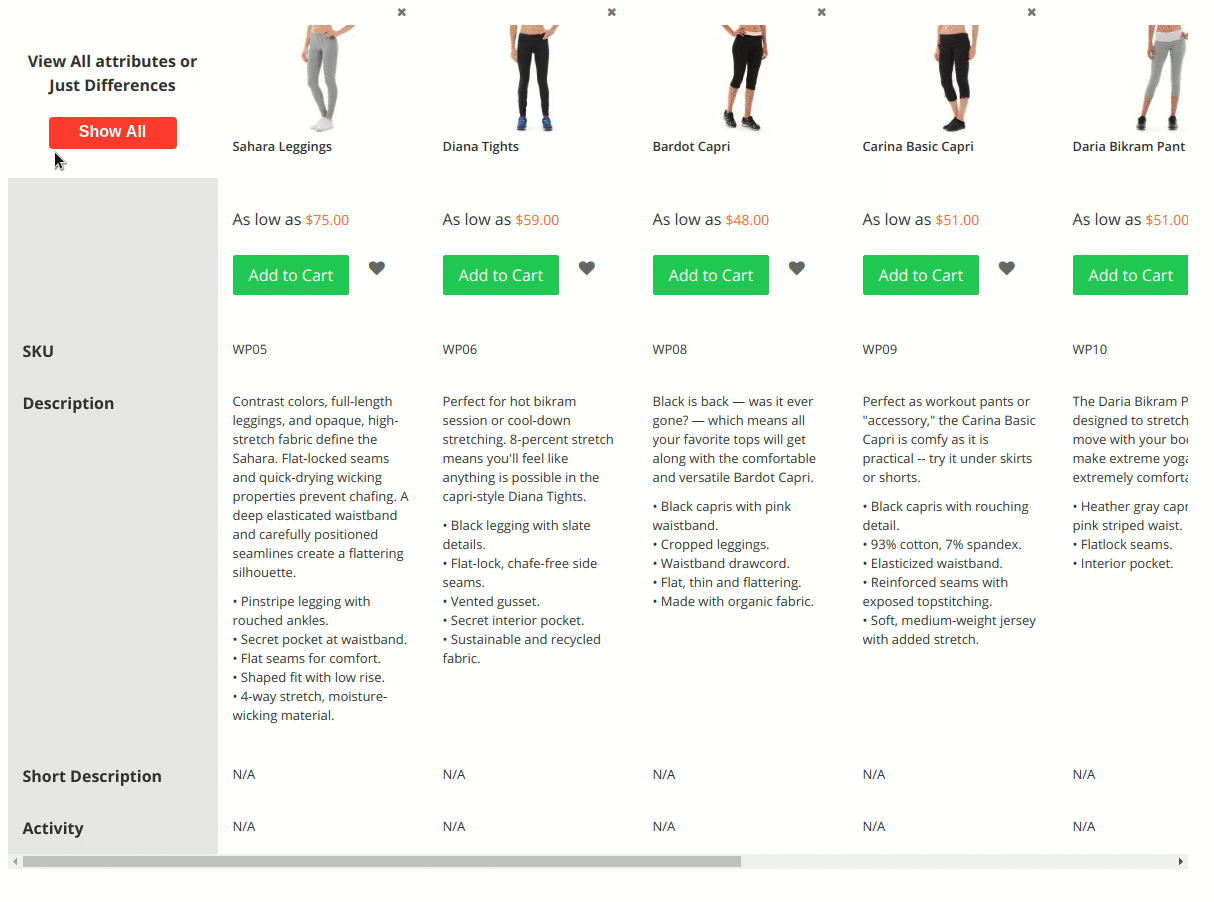 View All attributes or
Just Differences
Show All
Sahara Leggings
Diana Tights
Bardot Capri
Carina Basic Capri
Daria Bikram Pant
As low as $75.00
As low as $59.00
As low as $48.00
As low as $51.00
As low as $51.00
Add to Cart
Add to Cart
Add to Cart
Add to Cart
Add to Cart
SKU
WP05
WP06
WP08
WP09
WP10
Description
Contrast colors, full-length
leggings, and opaque, high-
stretch fabric define the
Sahara. Flat-locked seams
and quick-drying wicking
properties prevent chafing. A
deep elasticated waistband
and carefully positioned
seamlines create a flattering
silhouette.
• Pinstripe legging with
rouched ankles.
• Secret pocket at waistband.
• Flat seams for comfort.
• Shaped fit with low rise.
• 4-way stretch, moisture-
wicking material.
Perfect for hot bikram
session or cool-down
stretching. 8-percent stretch
means you'll feel like
anything is possible in the
capri-style Diana Tights.
• Black legging with slate
details.
• Flat-lock, chafe-free side
seams.
• Vented gusset.
• Secret interior pocket.
• Sustainable and recycled
fabric.
Black is back — was it ever
gone? — which means all
your favorite tops will get
along with the comfortable
and versatile Bardot Capri.
• Black capris with pink
waistband.
• Cropped leggings.
• Waistband drawcord.
• Flat, thin and flattering.
• Made with organic fabric.
Perfect as workout pants or
"accessory," the Carina Basic
Capri is comfy as it is
practical -- try it under skirts
or shorts.
• Black capris with rouching
detail.
• 93% cotton, 7% spandex.
• Elasticized waistband.
• Reinforced seams with
exposed topstitching.
• Soft, medium-weight jersey
with added stretch.
The Daria Bikram
designed to stretch
move with your
make extreme
extremely
• Heather gray
pink striped waist.
• Flatlock seams.
• Interior pocket.
Short Description
N/A
N/A
N/A
N/A
N/A
Activity
N/A
N/A
N/A
N/A
N/A